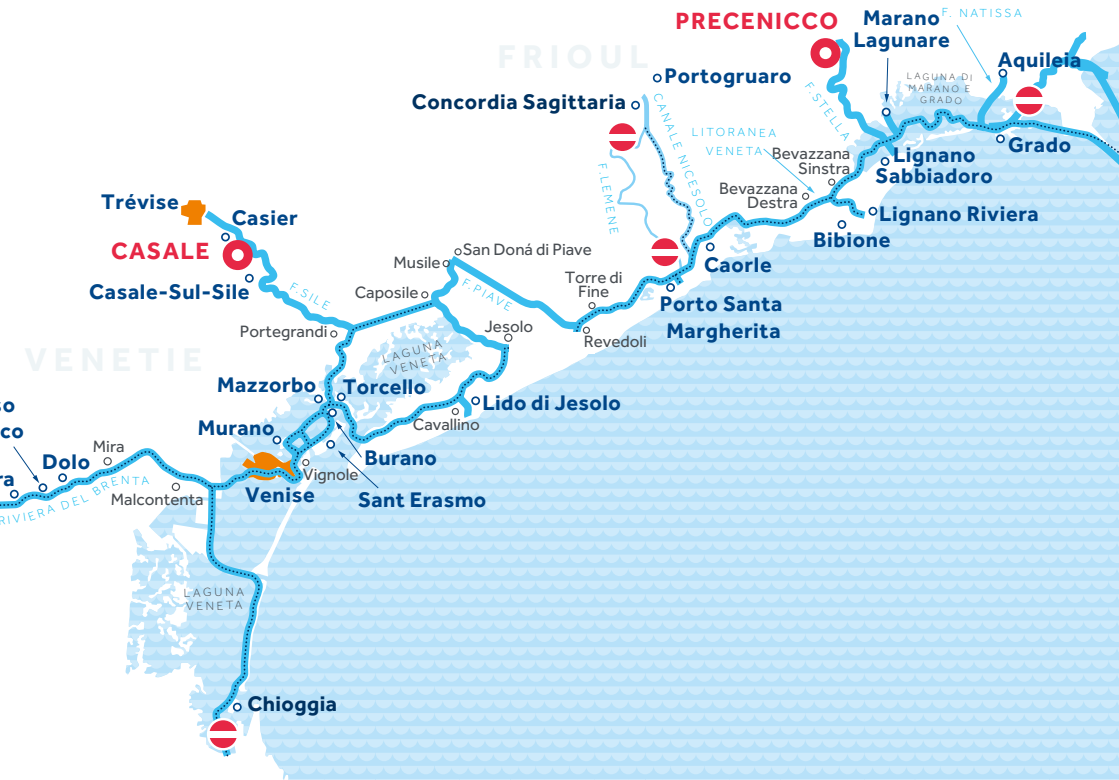 PRECENICCO
Marano
Lagunare
F. NATISSA
FRIOUL
Portogruaro
Aquileia
LAGUNA DI
MARANO E
GRADO
Concordia Sagittaria
CANALE NICESOLO
F.STELLA
LITORANEA
VENETA
Grado
Bevazzana
Sinstra
Lignano
Sabbiadoro
F.LEMENE
Bevazzana
Destra
Trévise
Casier
Lignano Riviera
Bibione
CASALE
San Doná di Piave
Musile
Caorle
Casale-Sul-Sile
F.SILE
Caposile
F.PIAVE
Torre di
Fine
Porto Santa
Margherita
Portegrandi
Jesolo
Revedoli
VENETIE
LAGUNA
VENETA
Mazzorbo
Torcello
Lido di Jesolo
so
Cavallino
Murano
co
Mira
Burano
Dolo
Vignole
ra
Malcontenta
Venise
Sant Erasmo
RIVIERA DEL BRENTA
LAGUNA
VENETA
Chioggia